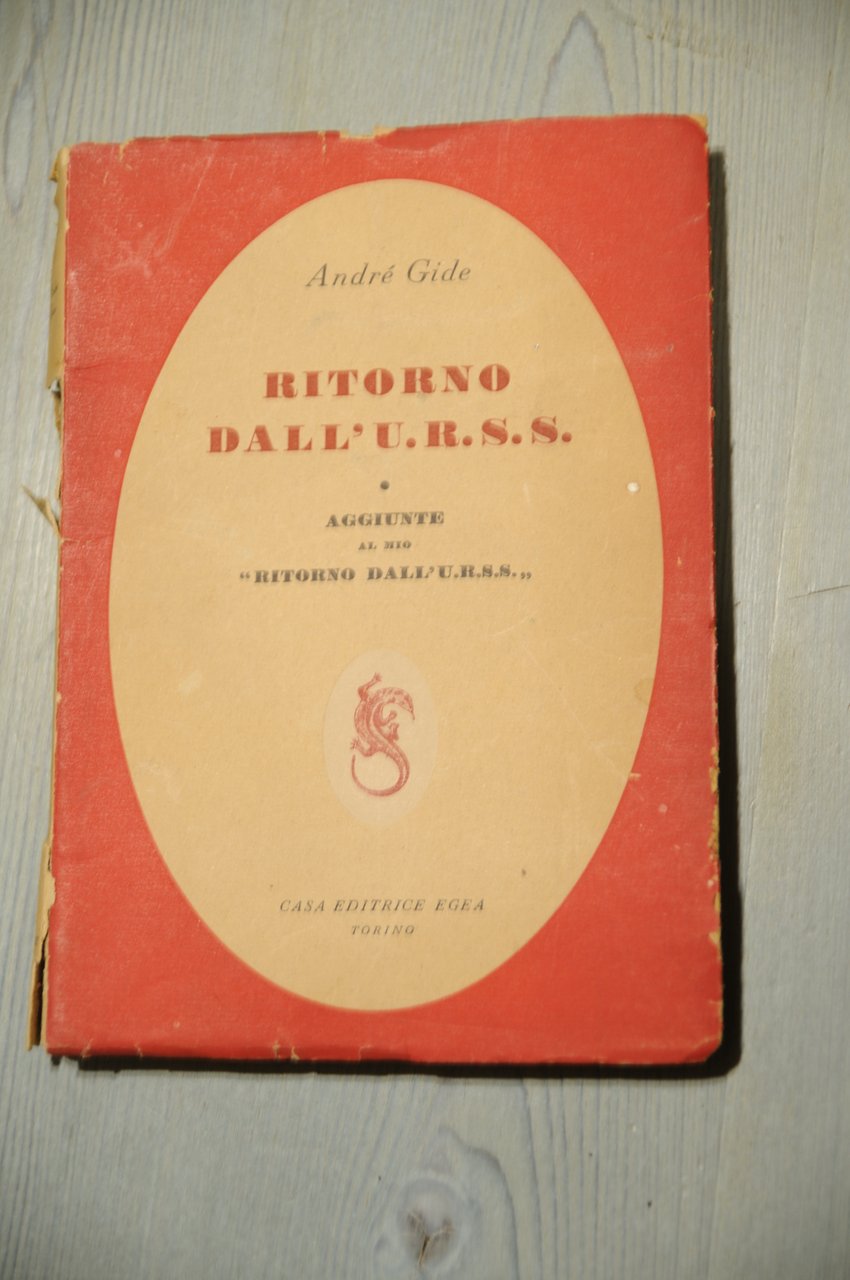 André Gide
RITORNO
DALL'U.R.S.S.
AGGIUNTE
AL MIO
“RITORNO DALL'U.R.S.S.„
CASA EDITRICE EGEA
TORINO